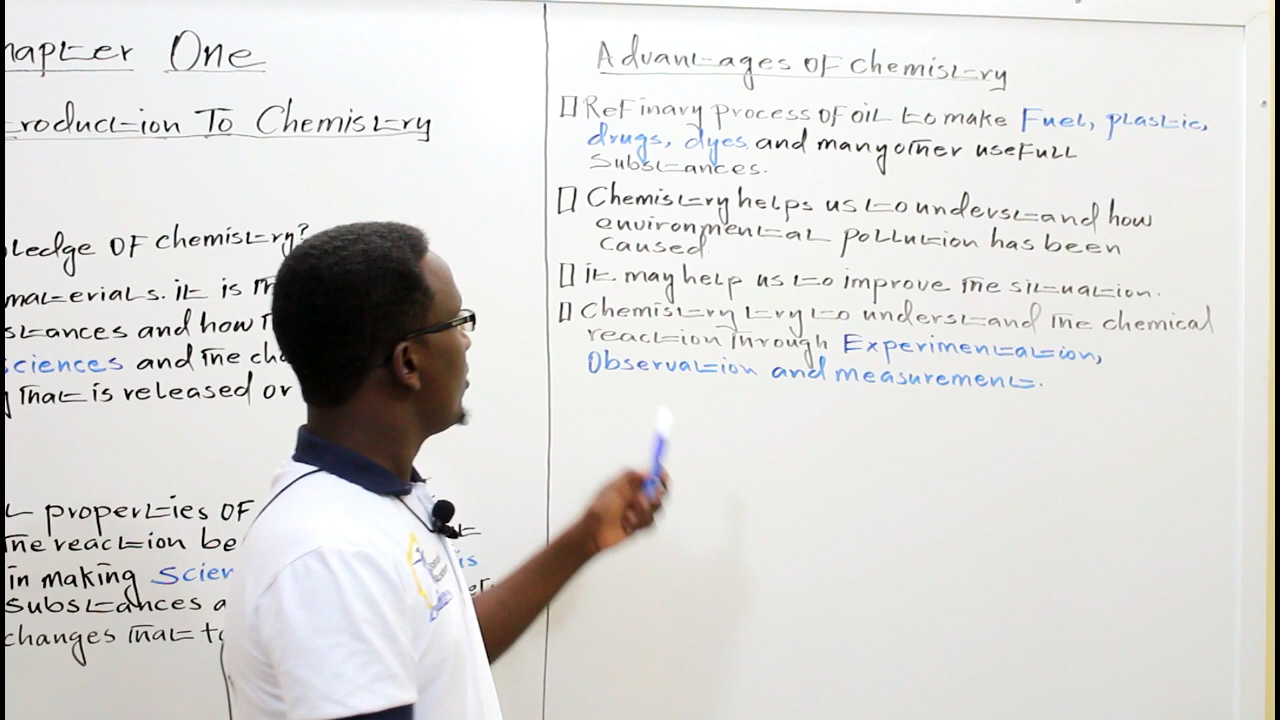 hapter One
troduction To Chemistry
ledge OF chemistry?
materials. it is
stances and how
sciences and the
that is released or
properties OF
The reaction be
in making
is
substances a
changes that
Advantages OF chemistry
ReFinary process OF oil to make Fuel, plastic,
drugs, dyes and many other useFull
Substances.
Chemistry helps us to understand how
environmental pollution has been
caused
it may help us to improve the situation.
Chemistry try to understand the chemical
reaction Through Experimentation,
Observation and measurement.